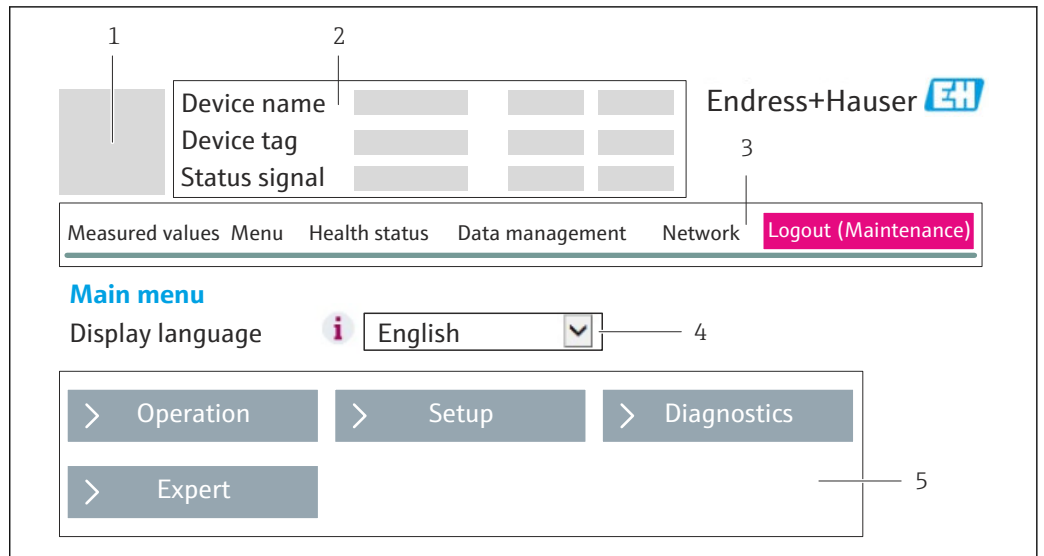 1
2
Device name
Endress+Hauser EH
Device tag
3
Status signal
Measured values Menu Health status Data management Network Logout (Maintenance)
Main menu
Display language i English
4
Operation Setup Diagnostics
Expert
5